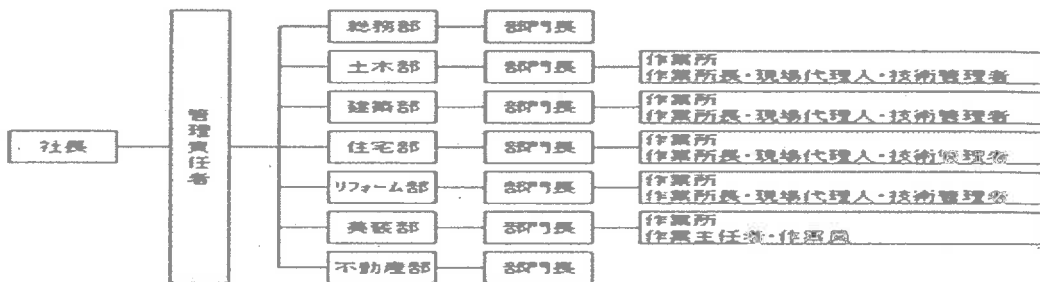 社長
管理責任者
総務部 部門長
土木部 部門長 作業所
作業所長・現場代理人・技術管理者
建築部 部門長 作業所
作業所長・現場代理人・技術管理者
住宅部 部門長 作業所
作業所長・現場代理人・技術管理者
リフォーム部 部門長 作業所
作業所長・現場代理人・技術管理者
美装部 部門長 作業所
作業主任者・作業員
不動産部 部門長